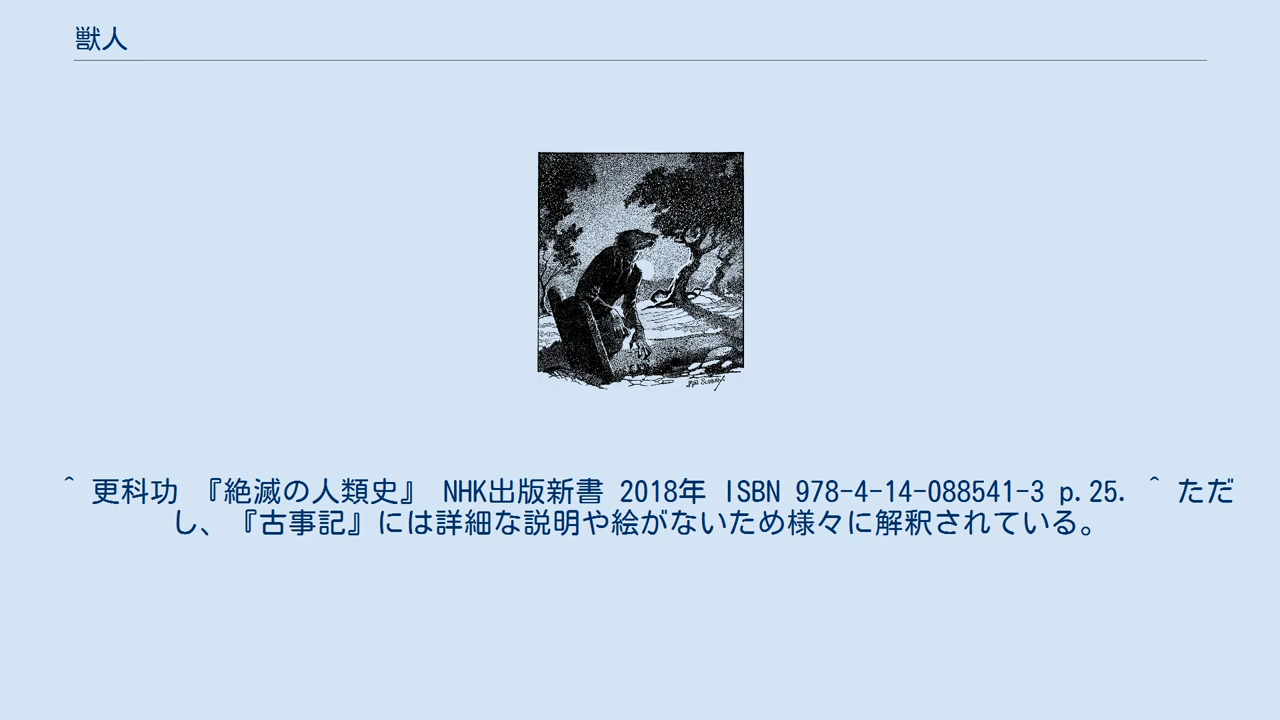 獣人
^ 更科功 『絶滅の人類史』 NHK出版新書 2018年 ISBN 978-4-14-088541-3 p.25. ^ ただ
し、『古事記』には詳細な説明や絵がないため様々に解釈されている。